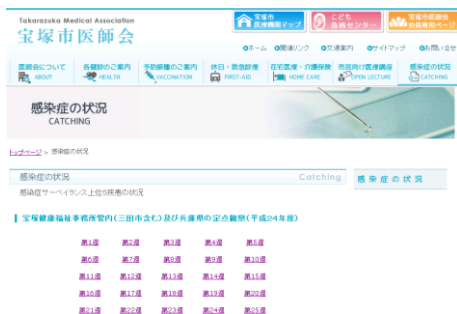 Takarazuka Medical Association
宝塚市医師会
宝塚市
医療機関マップ
こども
急病センター
宝塚市医師会
会員専用ページ
ホーム 関連リンク 交通案内 サイトマップ お問い合せ
医師会について
ABOUT
各健診のご案内
HEALTH
予防接種のご案内
VACCINATION
休日・救急診療
FIRST-AID
在宅医療・介護保険
HOME CARE
市民向け医療講座
OPEN LECTURE
感染症の状況
CATCHING
感染症の状況
CATCHING
トップページ > 感染症の状況
感染症の状況 Catching
感染症の状況
感染症サーベイランス上位5疾患の状況
宝塚健康福祉事務所管内(三田市含む)及び兵庫県の定点観察(平成24年度)
第1週 第2週 第3週 第4週 第5週
第6週 第7週 第8週 第9週 第10週
第11週 第12週 第13週 第14週 第15週
第16週 第17週 第18週 第19週 第20週
第21週 第22週 第23週 第24週 第25週